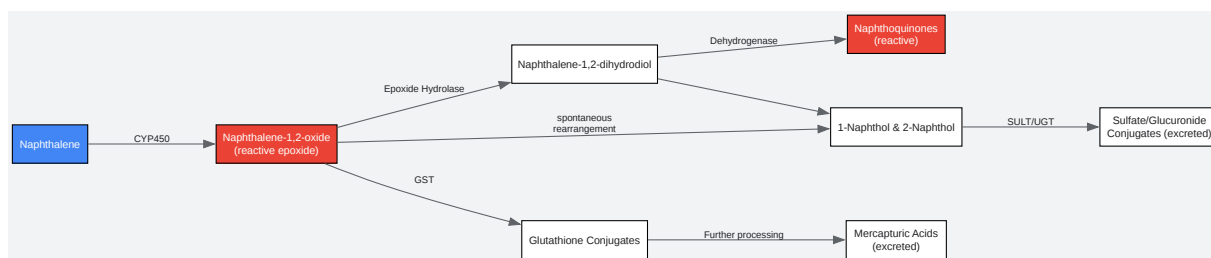 Naphthoquinones
(reactive)
Dehydrogenase
Naphthalene-1,2-dihydrodiol
Epoxide Hydrolase
spontaneous
rearrangement
1-Naphthol & 2-Naphthol
SULT/UGT
Sulfate/Glucuronide
Conjugates (excreted)
Naphthalene
CYP450
Naphthalene-1,2-oxide
(reactive epoxide)
GST
Glutathione Conjugates
Further processing
Mercapturic Acids
(excreted)